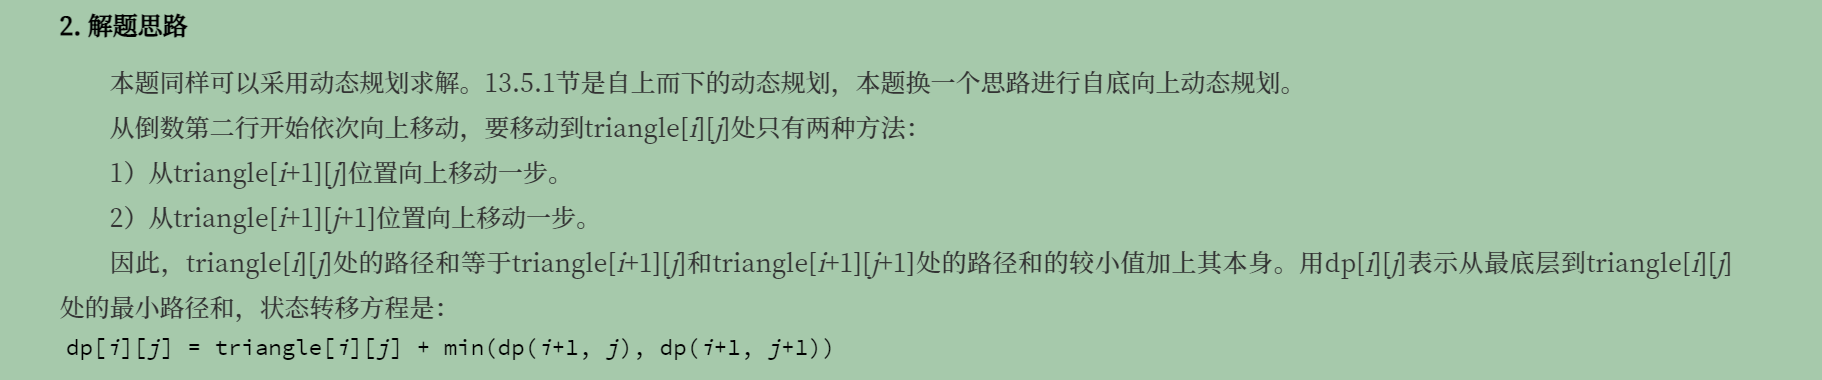 2. 解题思路
本题同样可以采用动态规划求解。13.5.1节是自上而下的动态规划，本题换一个思路进行自底向上动态规划。
从倒数第二行开始依次向上移动，要移动到triangle[i][j]处只有两种方法：
1）从triangle[i+1][j]位置向上移动一步。
2）从triangle[i+1][j+1]位置向上移动一步。
因此，triangle[i][j]处的路径和等于triangle[i+1][j]和triangle[i+1][j+1]处的路径和的较小值加上其本身。用dp[i][j]表示从最底层到triangle[i][j]
处的最小路径和，状态转移方程是：
dp[i][j] = triangle[i][j] + min(dp(i+1, j), dp(i+1, j+1))